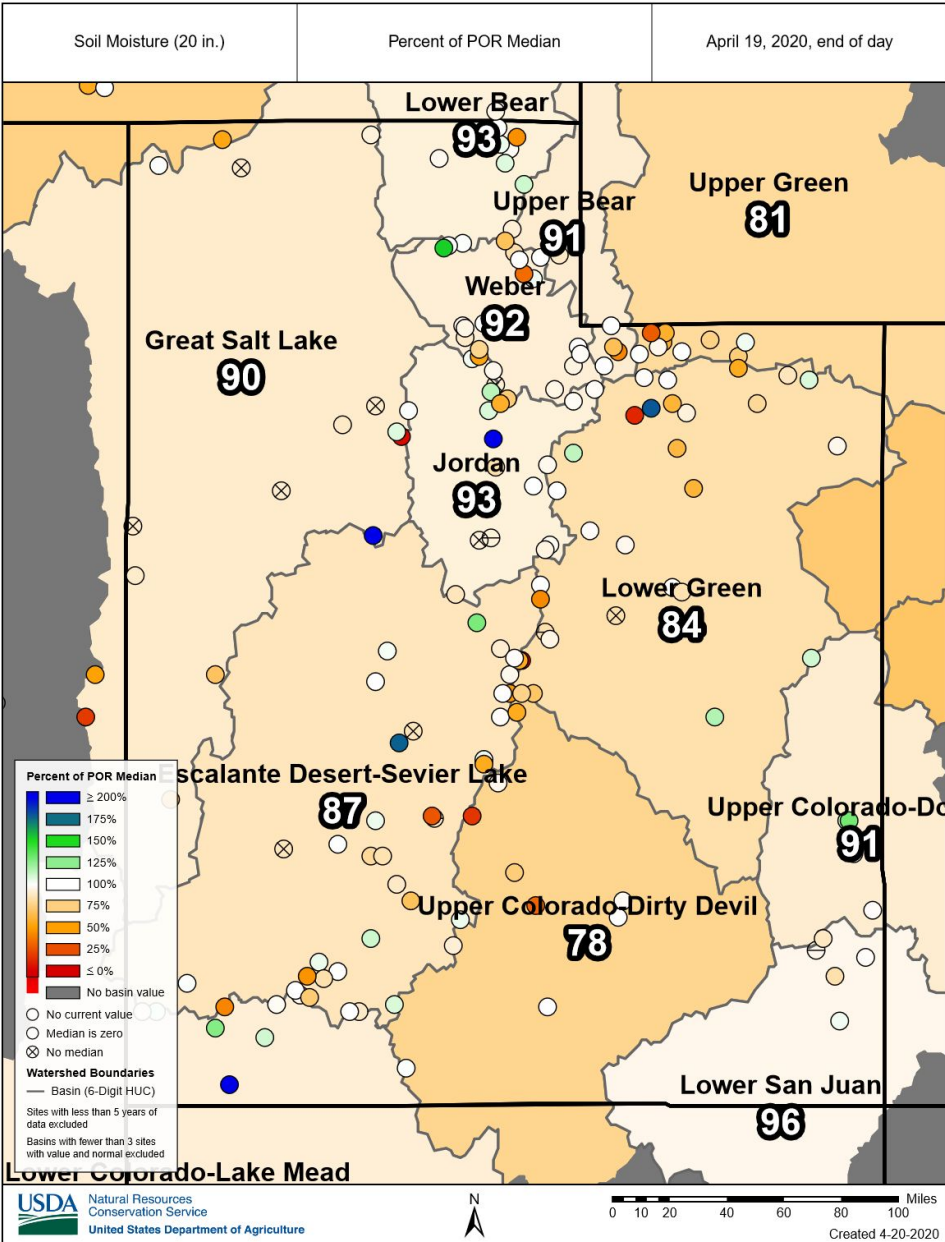 Soil Moisture (20 in.)
Percent of POR Median
April 19, 2020, end of day
Lower Bear
93
Upper Bear
91
Upper Green
81
Weber
92
Great Salt Lake
90
Jordan
93
Lower Green
84
Escalante Desert-Sevier Lake
87
Upper Colorado-Do
91
Upper Colorado-Dirty Devil
78
Lower San Juan
96
Lower Colorado-Lake Mead
Percent of POR Median
≥ 200%
175%
150%
125%
100%
75%
50%
25%
≤ 0%
No basin value
No current value
Median is zero
No median
Watershed Boundaries
Basin (6-Digit HUC)
Sites with less than 5 years of
data excluded
Basins with fewer than 3 sites
with value and normal excluded
USDA
Natural Resources
Conservation Service
United States Department of Agriculture
N
Miles
0 10 20 40 60 80 100
Created 4-20-2020